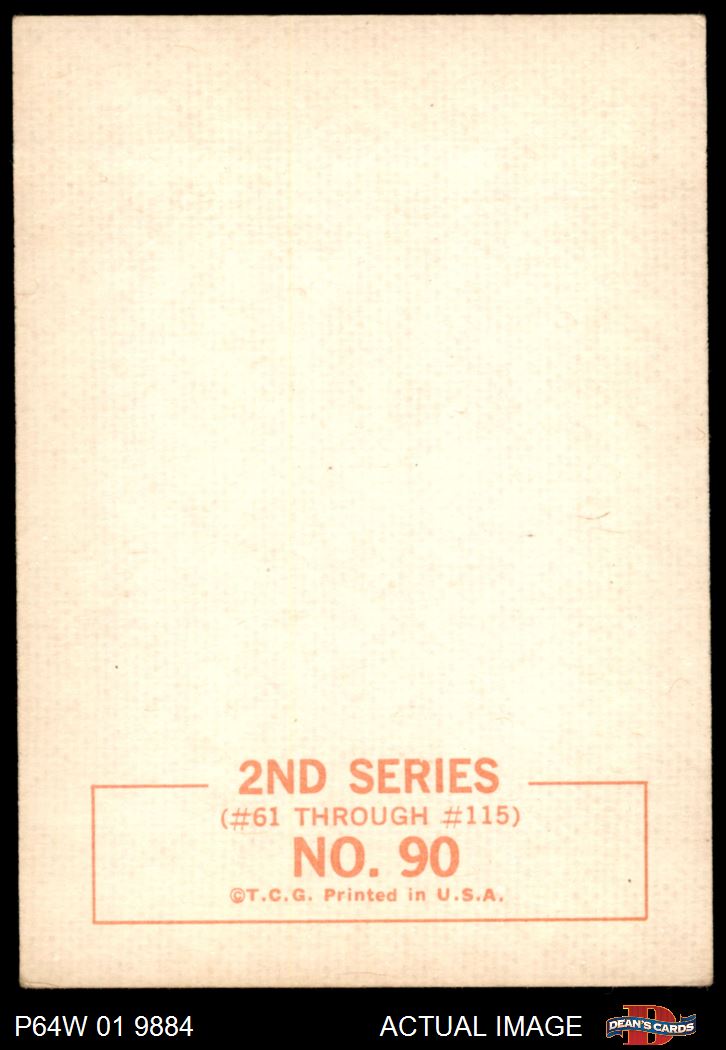 2ND SERIES
(#61 THROUGH #115)
NO. 90
©T.C.G. Printed in U.S.A.
P64W 01 9884
ACTUAL IMAGE
D
DEAN'S CARDS